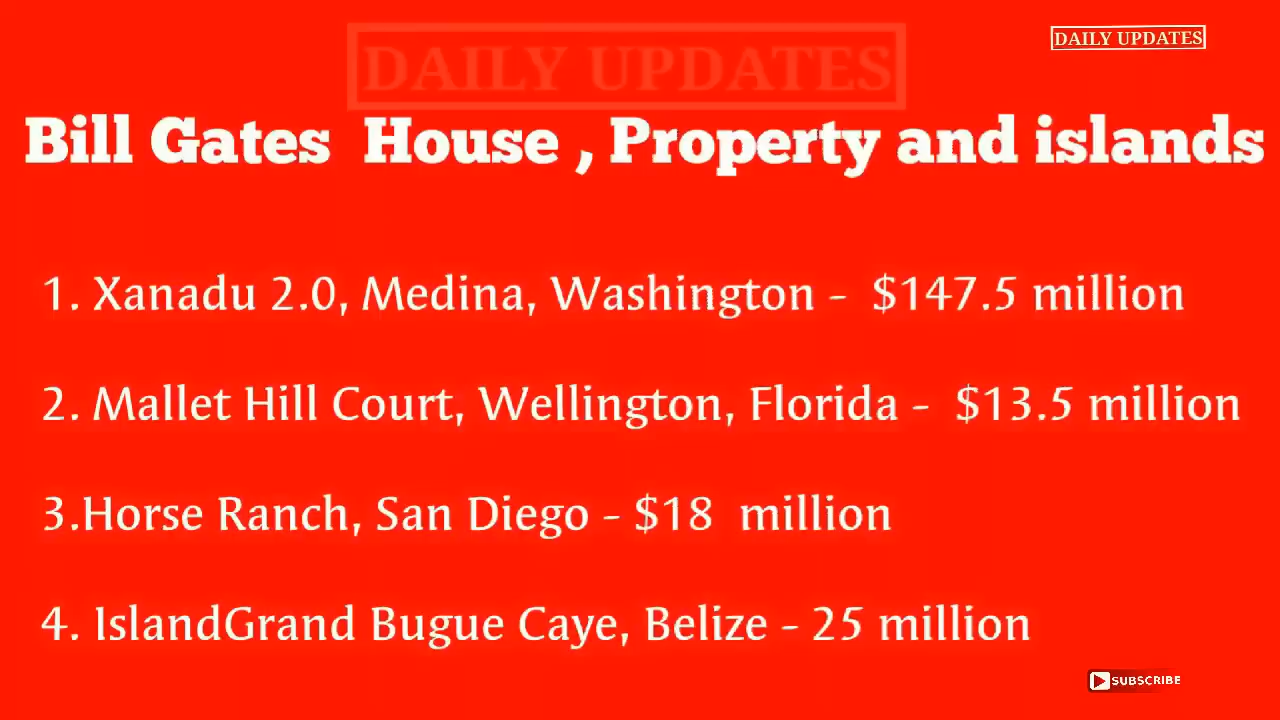 DAILY UPDATES
DAILY UPDATES
Bill Gates House , Property and islands
1. Xanadu 2.0, Medina, Washington - $147.5 million
2. Mallet Hill Court, Wellington, Florida - $13.5 million
3.Horse Ranch, San Diego - $18 million
4. IslandGrand Bugue Caye, Belize - 25 million
SUBSCRIBE